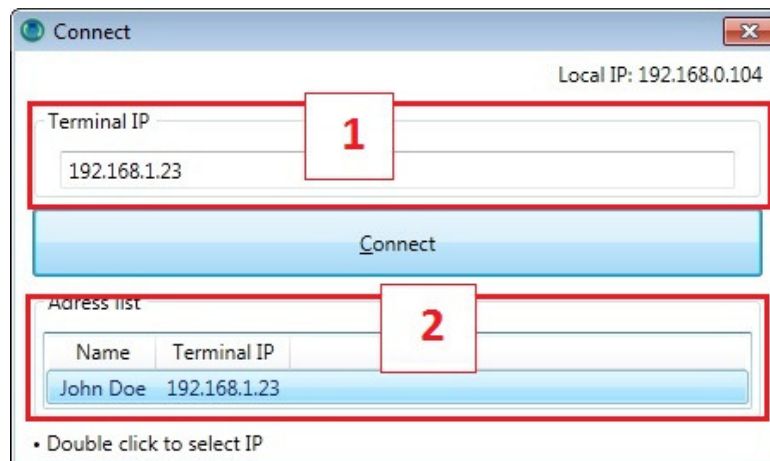 Connect
Local IP: 192.168.0.104
Terminal IP
1
192.168.1.23
Connect
Adress list
2
Name Terminal IP
John Doe 192.168.1.23
• Double click to select IP